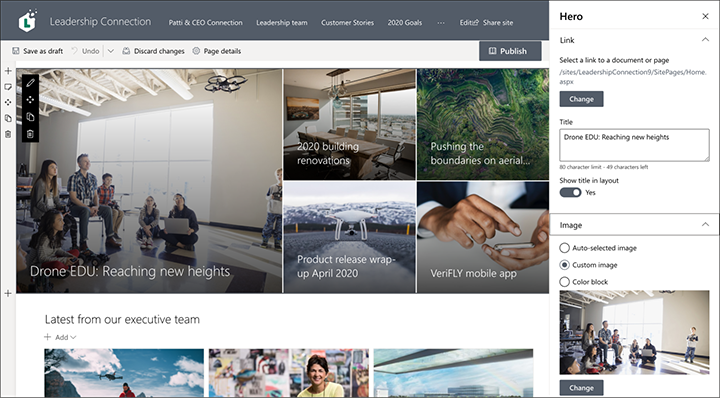 Leadership Connection
Patti & CEO Connection
Leadership team
Customer Stories
2020 Goals
...
Edit
Share site
Save as draft
Undo
Discard changes
Page details
Publish
Drone EDU: Reaching new heights
2020 building
renovations
Pushing the
boundaries on aerial...
Product release wrap-
up April 2020
VeriFLY mobile app
Latest from our executive team
+ Add
Hero
Link
Select a link to a document or page
/sites/LeadershipConnection9/SitePages/Home.
aspx
Change
Title
Drone EDU: Reaching new heights
80 character limit - 49 characters left
Show title in layout
Yes
Image
Auto-selected image
Custom image
Color block
Change